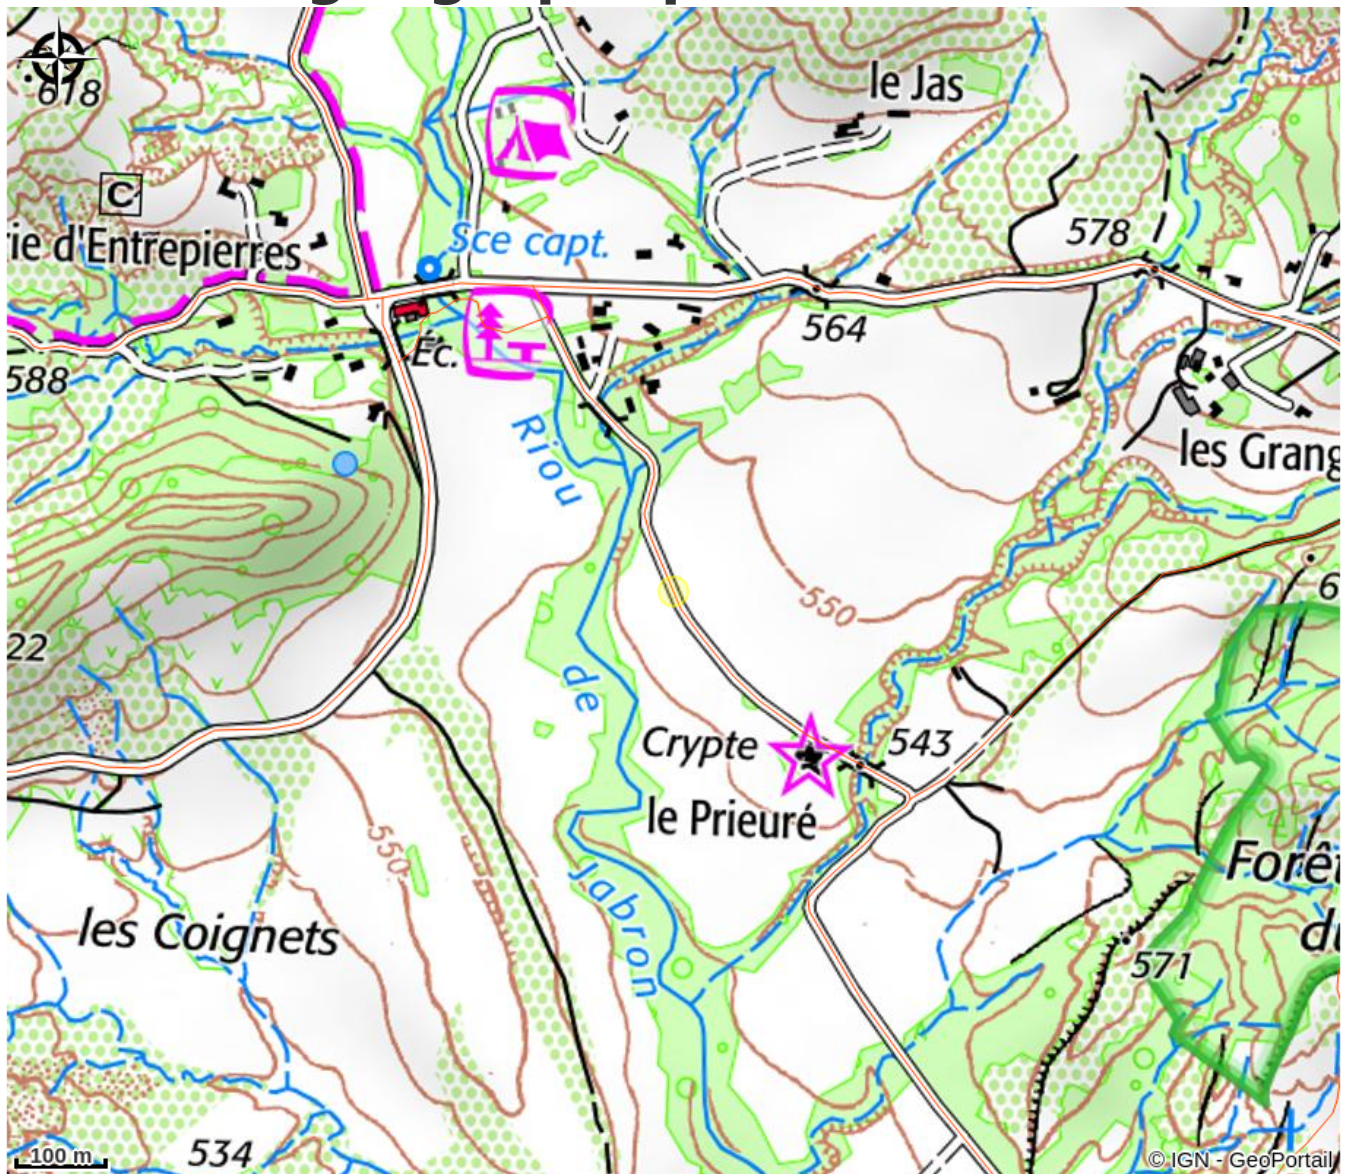 618
le Jas
C
rie d'Entrepierres
Sce capt.
578
564
Éc.
588
Riou
les Grang
550
6
22
de
Crypte
543
le Prieuré
550
Jabron
Forêt
les Coignets
571
534
100 m
© IGN - GeoPortail